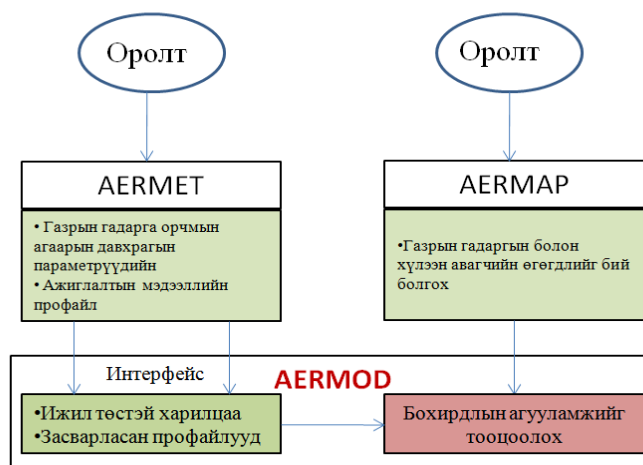 Оролт
Оролт
AERMET
• Газрын гадарга орчмын
агаарын давхрагын
параметрүүдийн
• Ажиглалтын мэдээллийн
профайл
AERMAP
•Газрын гадаргын болон
хүлээн авагчийн өгөгдлийг бий
болгох
Интерфейс
AERMOD
•Ижил төстэй харилцаа
•Засварласан профайлууд
Бохирдлын агууламжийг
тооцоолох